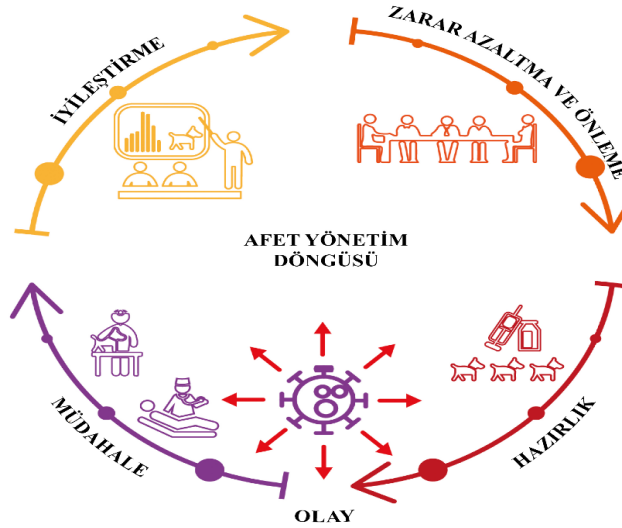 İYİLEŞTİRME
ZARAR AZALTMA VE ÖNLEME
AFET YÖNETİM
DÖNGÜSÜ
MÜDAHALE
HAZIRLIK
OLAY